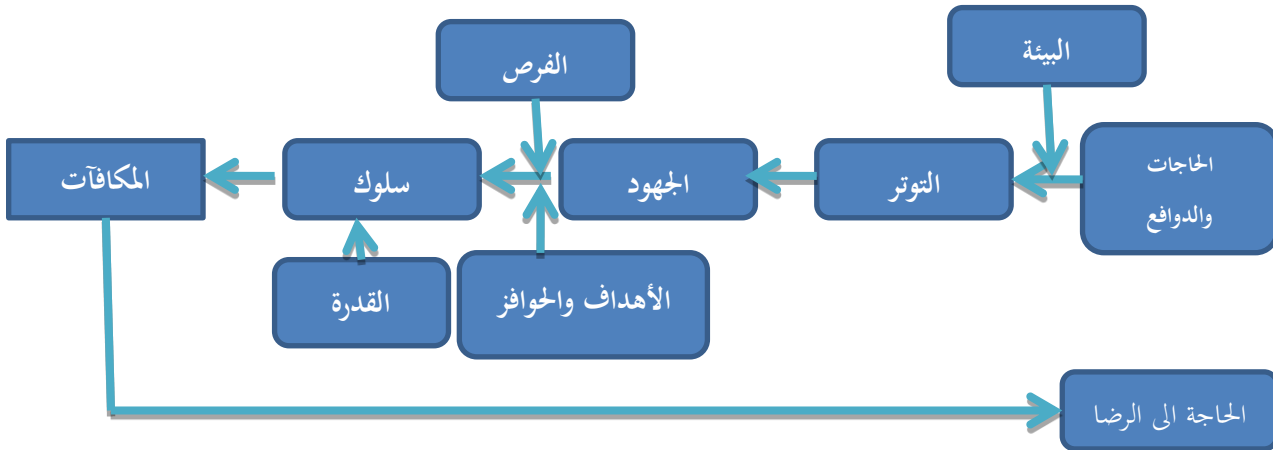 البيئة
الفرص
الحاجات
والدوافع
التوتر
الجهود
سلوك
المكافآت
الأهداف والحوافز
القدرة
الحاجة الى الرضا